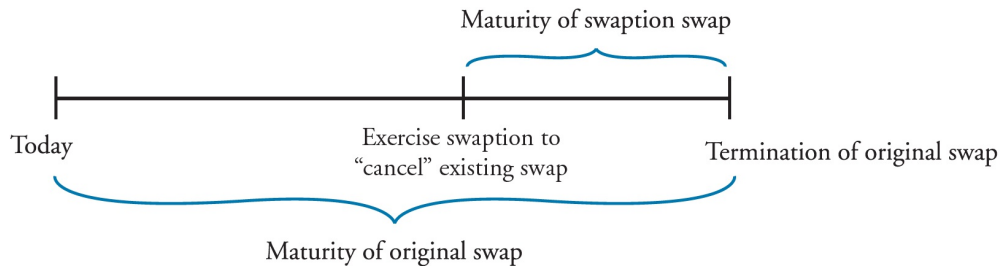 Maturity of swaption swap
Today
Exercise swaption to
“cancel” existing swap
Termination of original swap
Maturity of original swap